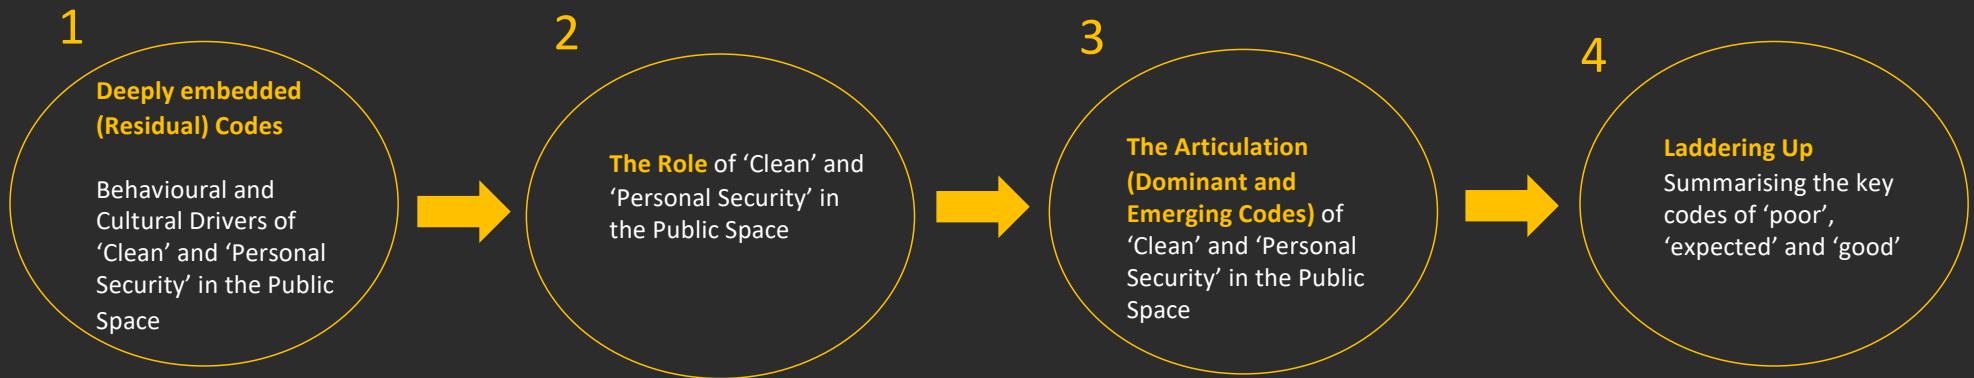 1
Deeply embedded
(Residual) Codes
Behavioural and
Cultural Drivers of
‘Clean’ and ‘Personal
Security’ in the Public
Space
2
The Role of ‘Clean’ and
‘Personal Security’ in
the Public Space
3
The Articulation
(Dominant and
Emerging Codes) of
‘Clean’ and ‘Personal
Security’ in the Public
Space
4
Laddering Up
Summarising the key
codes of ‘poor’,
‘expected’ and ‘good’